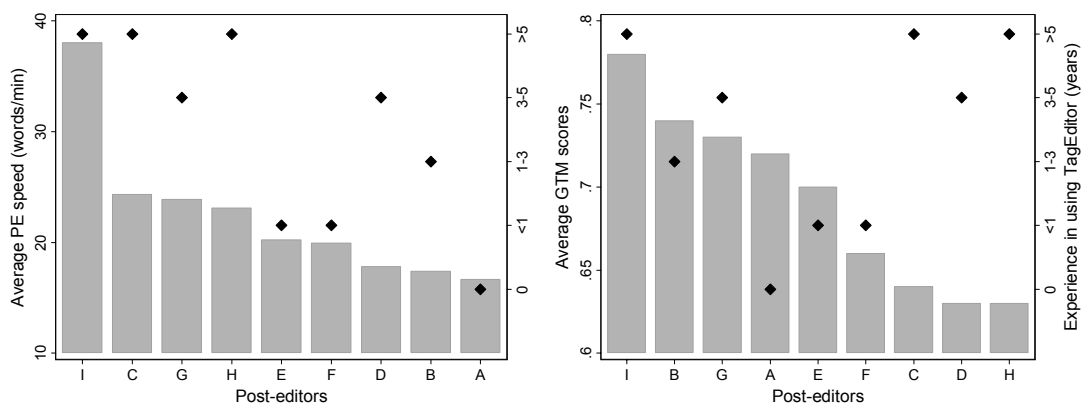 Average PE speed (words/min)
40
30
20
10
>5
3-5
1-3
<1
0
I C G H E F D B A
Post-editors
Average GTM scores
.8
.75
.7
.65
.6
>5
3-5
1-3
<1
0
Experience in using TagEditor (years)
I B G A E F C D H
Post-editors